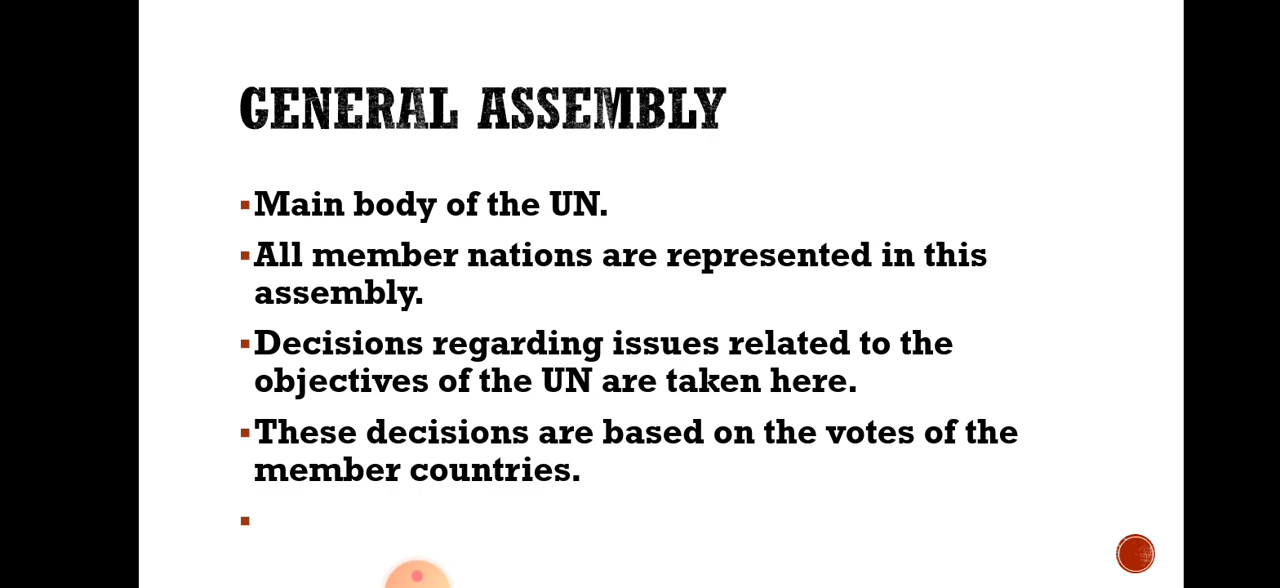 GENERAL ASSEMBLY
▪Main body of the UN.
▪All member nations are represented in this
assembly.
▪Decisions regarding issues related to the
objectives of the UN are taken here.
▪These decisions are based on the votes of the
member countries.
▪